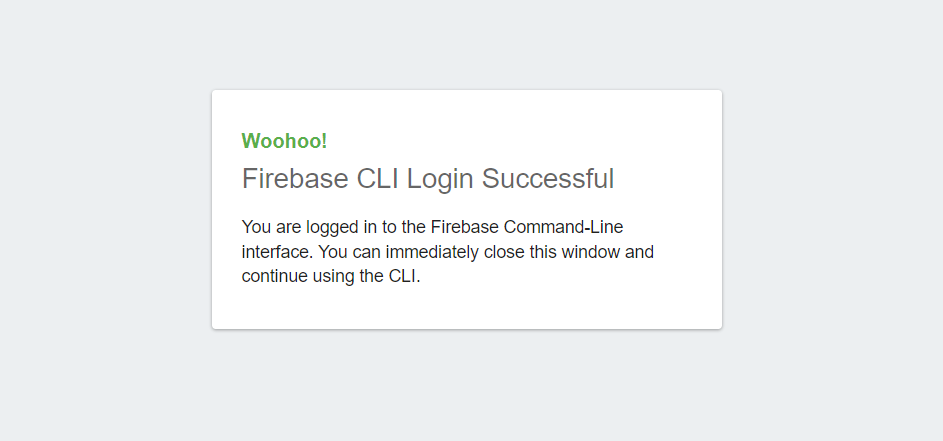 Woohoo!
Firebase CLI Login Successful
You are logged in to the Firebase Command-Line
interface. You can immediately close this window and
continue using the CLI.